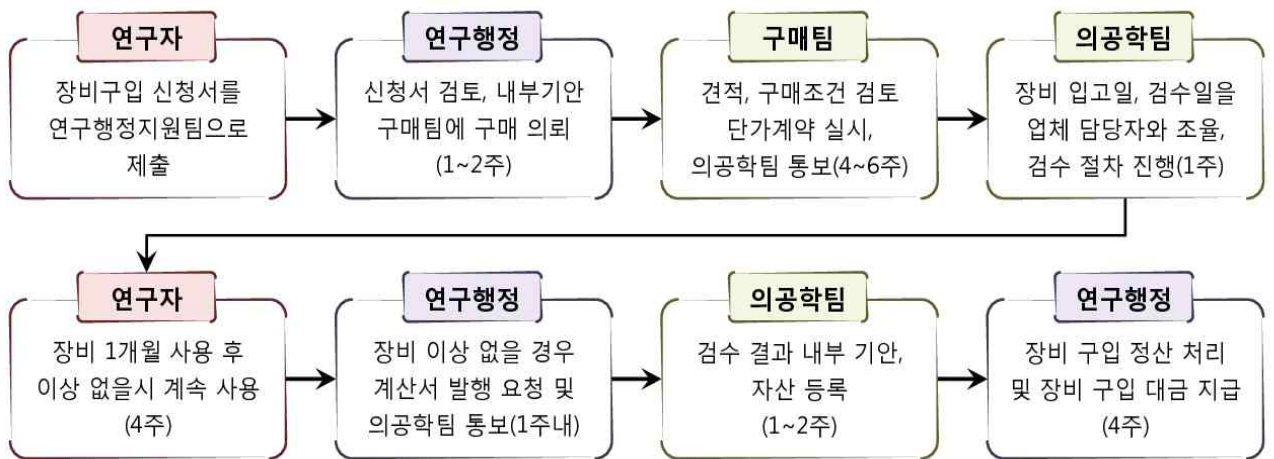 연구자
장비구입 신청서를
연구행정지원팀으로
제출
연구행정
신청서 검토, 내부기안
구매팀에 구매 의뢰
(1~2주)
구매팀
견적, 구매조건 검토
단가계약 실시,
의공학팀 통보(4~6주)
의공학팀
장비 입고일, 검수일을
업체 담당자와 조율,
검수 절차 진행(1주)
연구자
장비 1개월 사용 후
이상 없을시 계속 사용
(4주)
연구행정
장비 이상 없을 경우
계산서 발행 요청 및
의공학팀 통보(1주내)
의공학팀
검수 결과 내부 기안,
자산 등록
(1~2주)
연구행정
장비 구입 정산 처리
및 장비 구입 대금 지급
(4주)